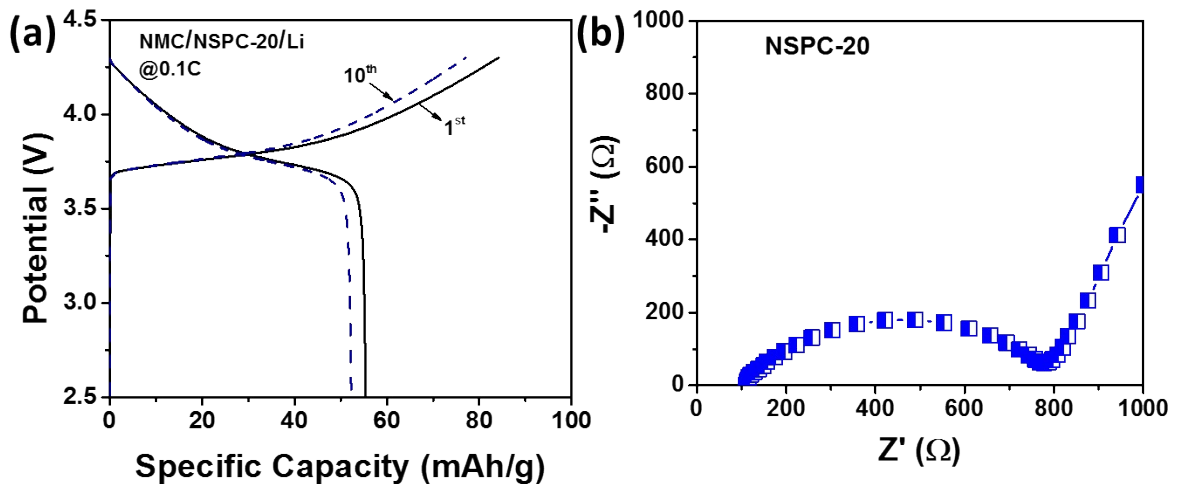 (a)
NMC/NSPC-20/Li
@0.1C
10th
1st
4.5
4.0
3.5
3.0
2.5
Potential (V)
0 20 40 60 80 100
Specific Capacity (mAh/g)
(b)
NSPC-20
1000
800
600
400
200
0
-Z'' (Ω)
0 200 400 600 800 1000
Z' (Ω)